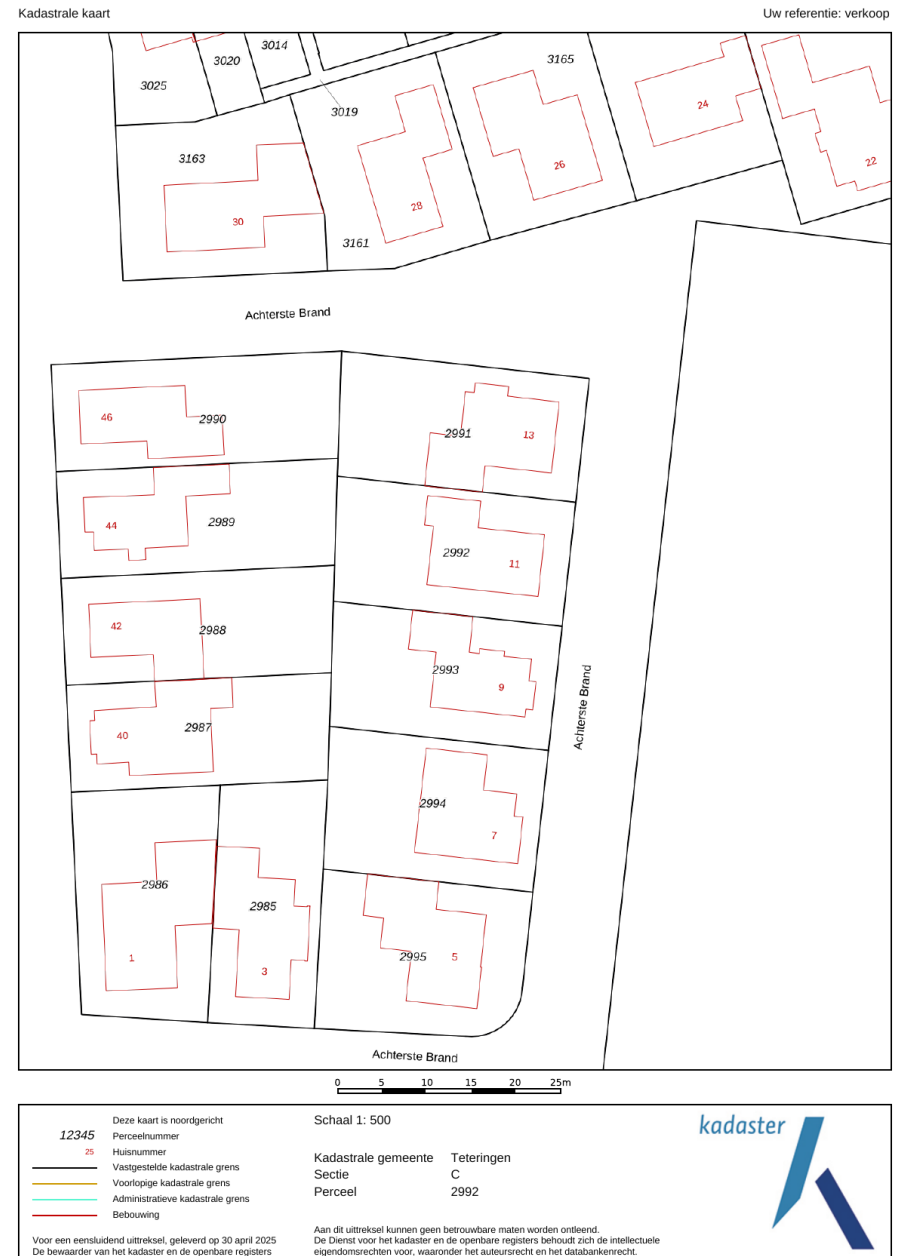 Kadastrale kaart
Uw referentie: verkoop
3014
3020
3165
3025
3019
24
3163
26
22
28
30
3161
Achterste Brand
46
2990
2991
13
44
2989
2992
11
42
2988
2993
9
Achterste Brand
40
2987
2994
7
2986
2985
2995
5
1
3
Achterste Brand
0 5 10 15 20 25m
Deze kaart is noordgericht
12345 Perceelnummer
25 Huisnummer
Vastgestelde kadastrale grens
Voorlopige kadastrale grens
Administratieve kadastrale grens
Bebouwing
Voor een eensluidend uittreksel, geleverd op 30 april 2025
De bewaarder van het kadaster en de openbare registers
Schaal 1: 500
Kadastrale gemeente Teteringen
Sectie C
Perceel 2992
Aan dit uittreksel kunnen geen betrouwbare maten worden ontleend.
De Dienst voor het kadaster en de openbare registers behoudt zich de intellectuele
eigendomsrechten voor, waaronder het auteursrecht en het databankenrecht.
kadaster